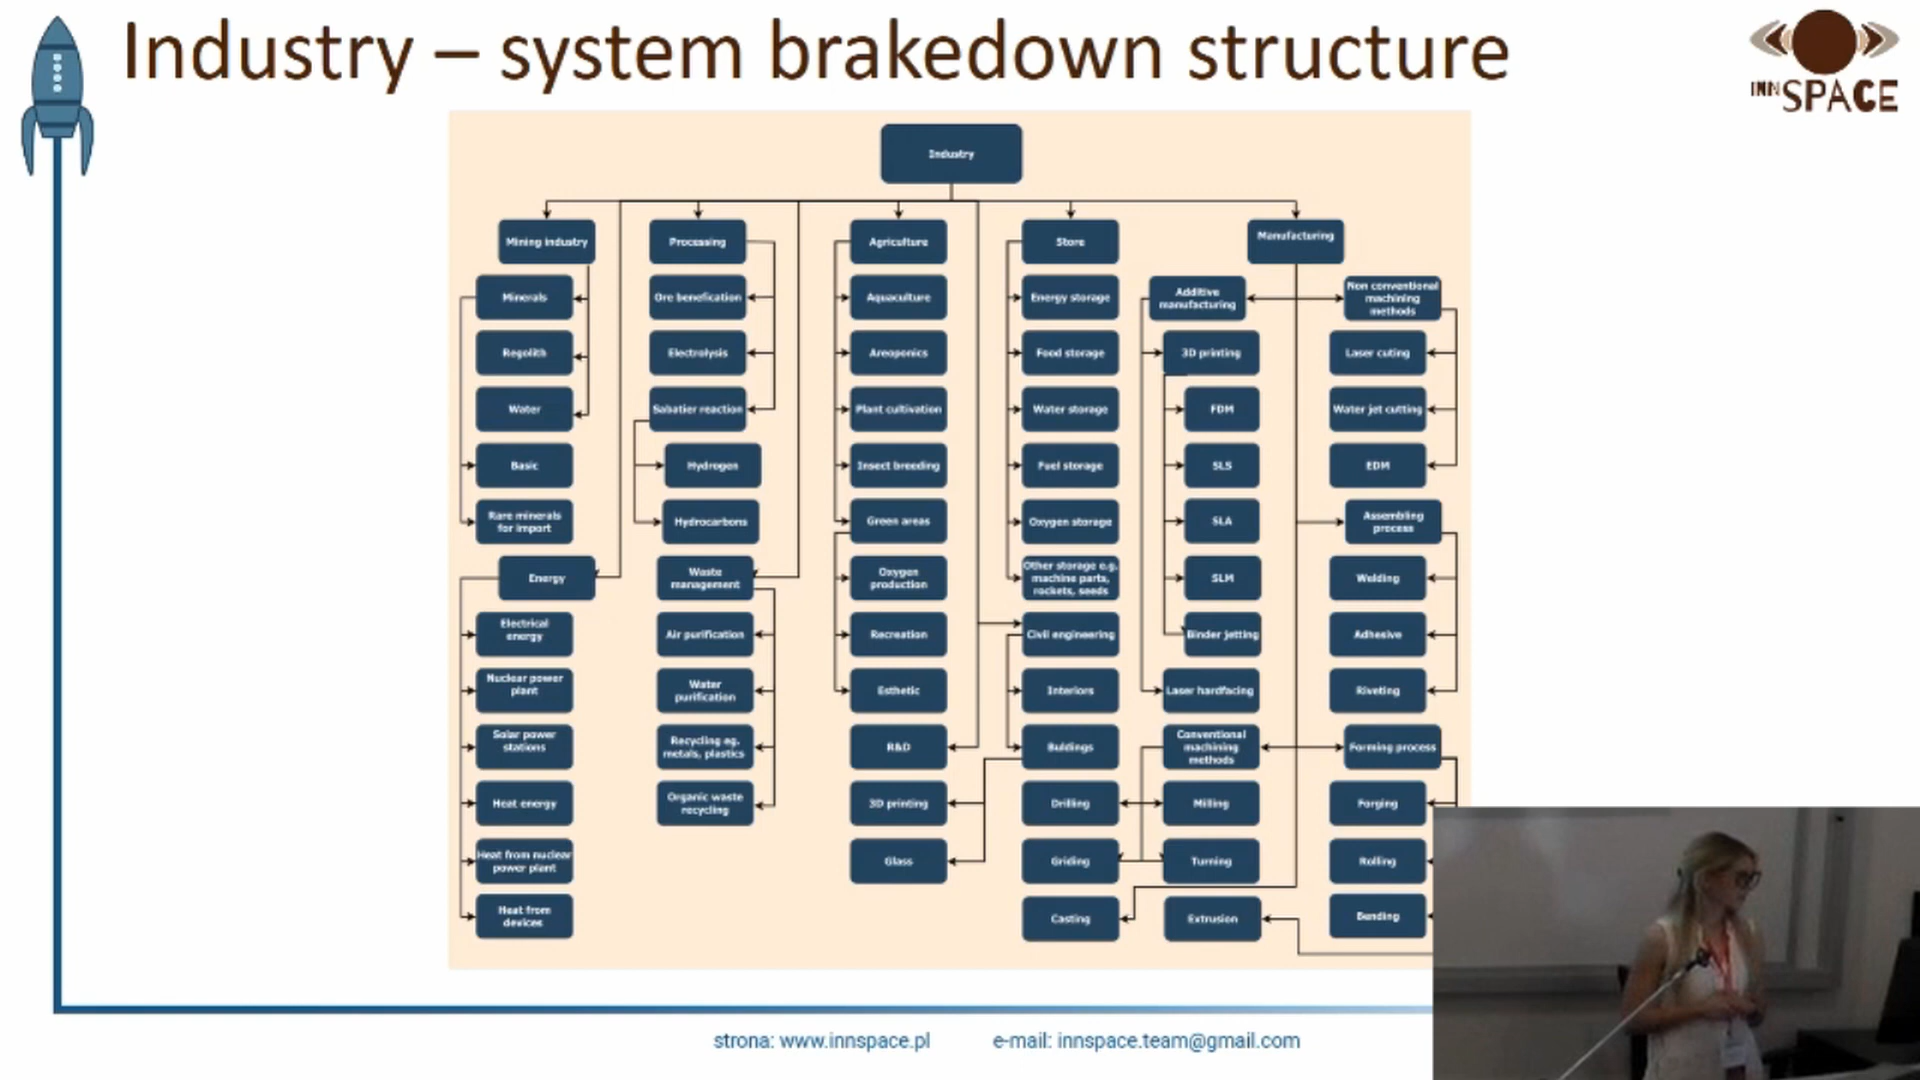 Industry – system brakedown structure
INNSPACE
Industry
Mining industry
Processing
Agriculture
Store
Manufacturing
Minerals
Ore benefication
Aquaculture
Energy storage
Additive
manufacturing
Non conventional
machining
methods
Regolith
Electrolysis
Areoponics
Food storage
3D printing
Laser cuting
Water
Sabatier reaction
Plant cultivation
Water storage
FDM
Water jet cutting
Basic
Hydrogen
Insect breeding
Fuel storage
SLS
EDM
Rare minerals
for import
Hydrocarbons
Green areas
Oxygen storage
SLA
Assembling
process
Energy
Waste
management
Oxygen
production
Other storage e.g.
machine parts,
rockets, seeds
SLM
Welding
Electrical
energy
Air purification
Recreation
Civil engineering
Binder jetting
Adhesive
Nuclear power
plant
Water
purification
Esthetic
Interiors
Laser hardfacing
Riveting
Solar power
stations
Recycling eg.
metals, plastics
R&D
Buldings
Conventional
machining
methods
Forming process
Heat energy
Organic waste
recycling
3D printing
Drilling
Milling
Forging
Heat from nuclear
power plant
Glass
Griding
Turning
Rolling
Heat from
devices
Casting
Extrusion
Bending
strona: www.innspace.pl
e-mail: innspace.team@gmail.com